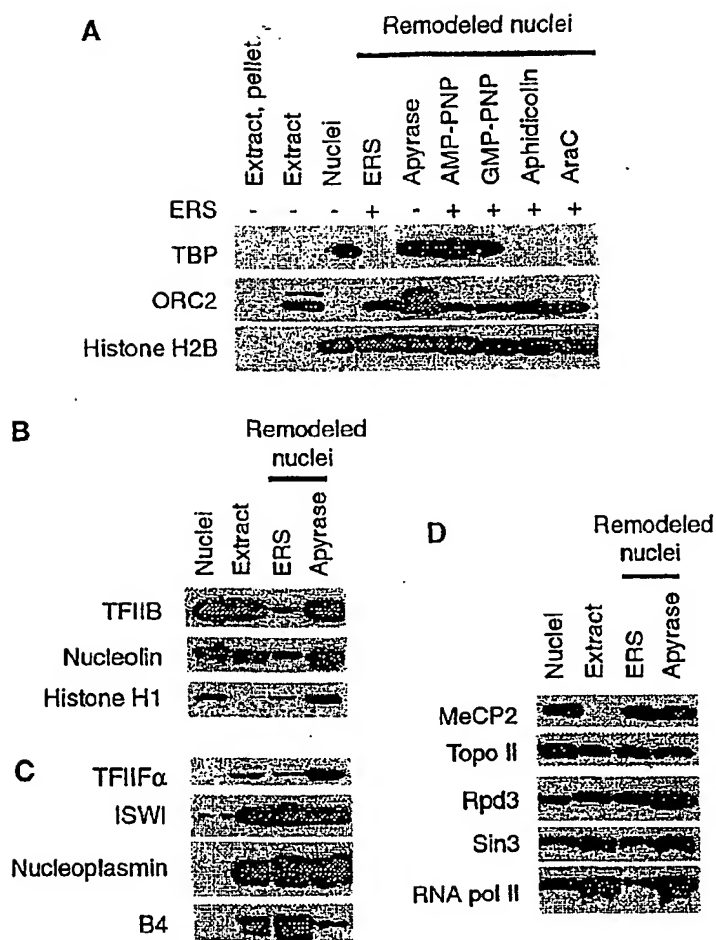 A
Remodeled nuclei
Extract, pellet
Extract
Nuclei
ERS
Apyrase
AMP-PNP
GMP-PNP
Aphidicolin
AraC
ERS - - - + - + + + +
TBP
ORC2
Histone H2B
B
Remodeled
nuclei
Nuclei
Extract
ERS
Apyrase
TFIIB
Nucleolin
Histone H1
C
TFIIFα
ISWI
Nucleoplasmin
B4
D
Remodeled
nuclei
Nuclei
Extract
ERS
Apyrase
MeCP2
Topo II
Rpd3
Sin3
RNA pol II